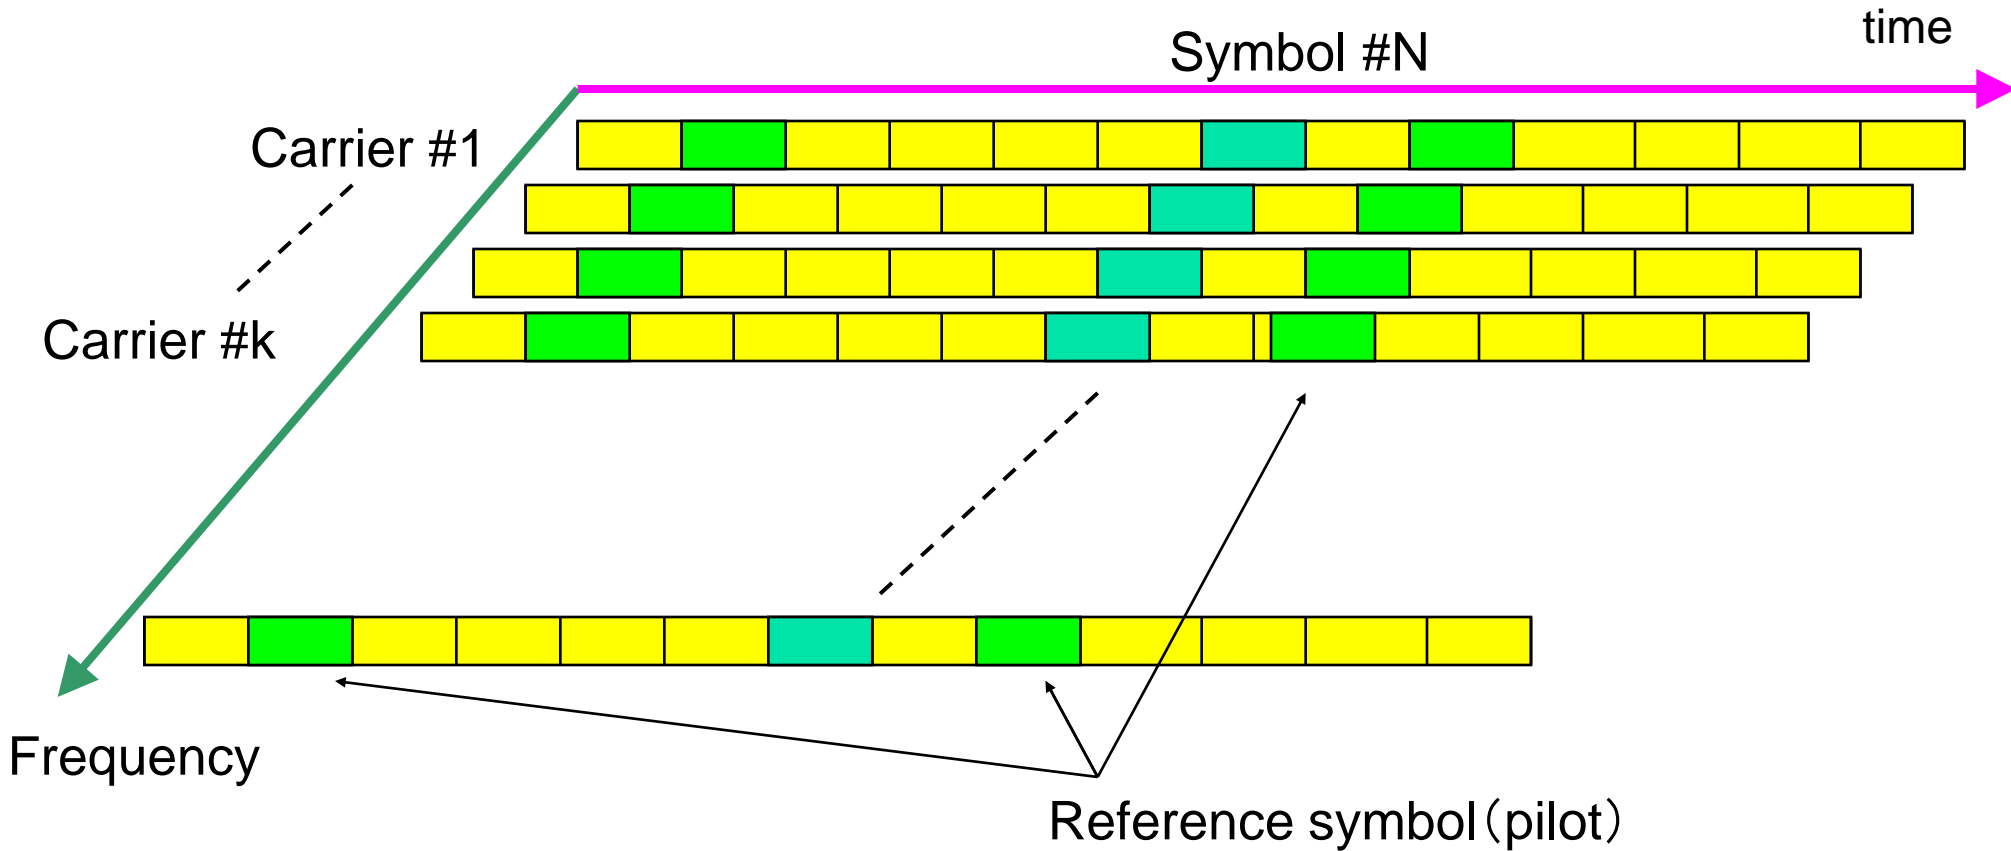 time
Symbol #N
Carrier #1
Carrier #k
Frequency
Reference symbol（pilot）